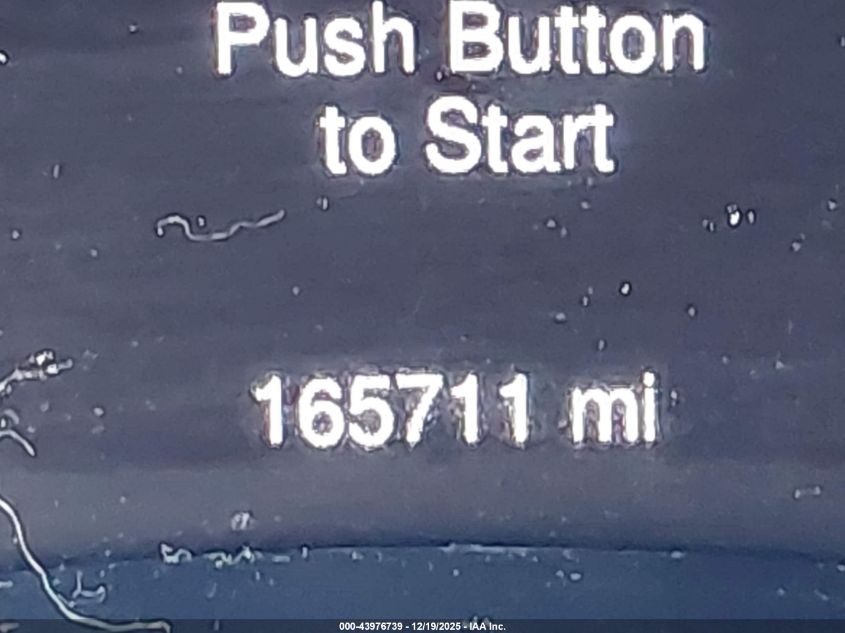 Push Button
to Start
165711 mi
000-43976739 - 12/19/2025 - IAA Inc.